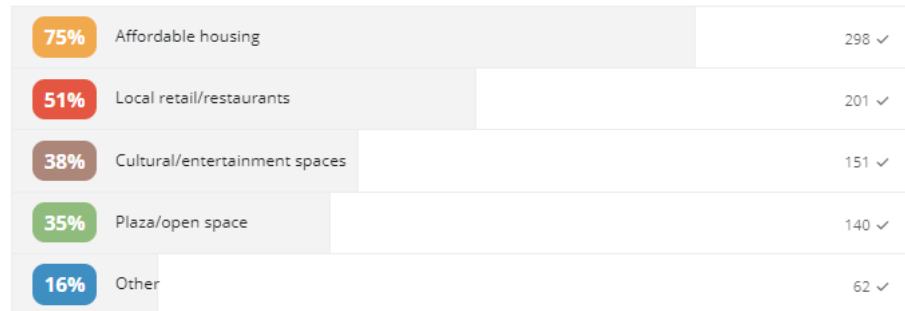 75% Affordable housing 298 ✓
51% Local retail/restaurants 201 ✓
38% Cultural/entertainment spaces 151 ✓
35% Plaza/open space 140 ✓
16% Other 62 ✓